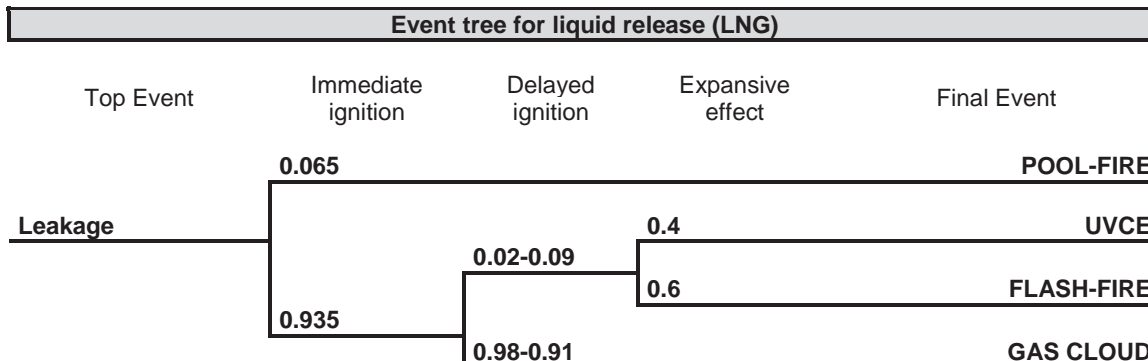 Event tree for liquid release (LNG)
Top Event
Immediate
ignition
Delayed
ignition
Expansive
effect
Final Event
0.065
POOL-FIRE
Leakage
0.4
UVCE
0.02-0.09
0.6
FLASH-FIRE
0.935
0.98-0.91
GAS CLOUD